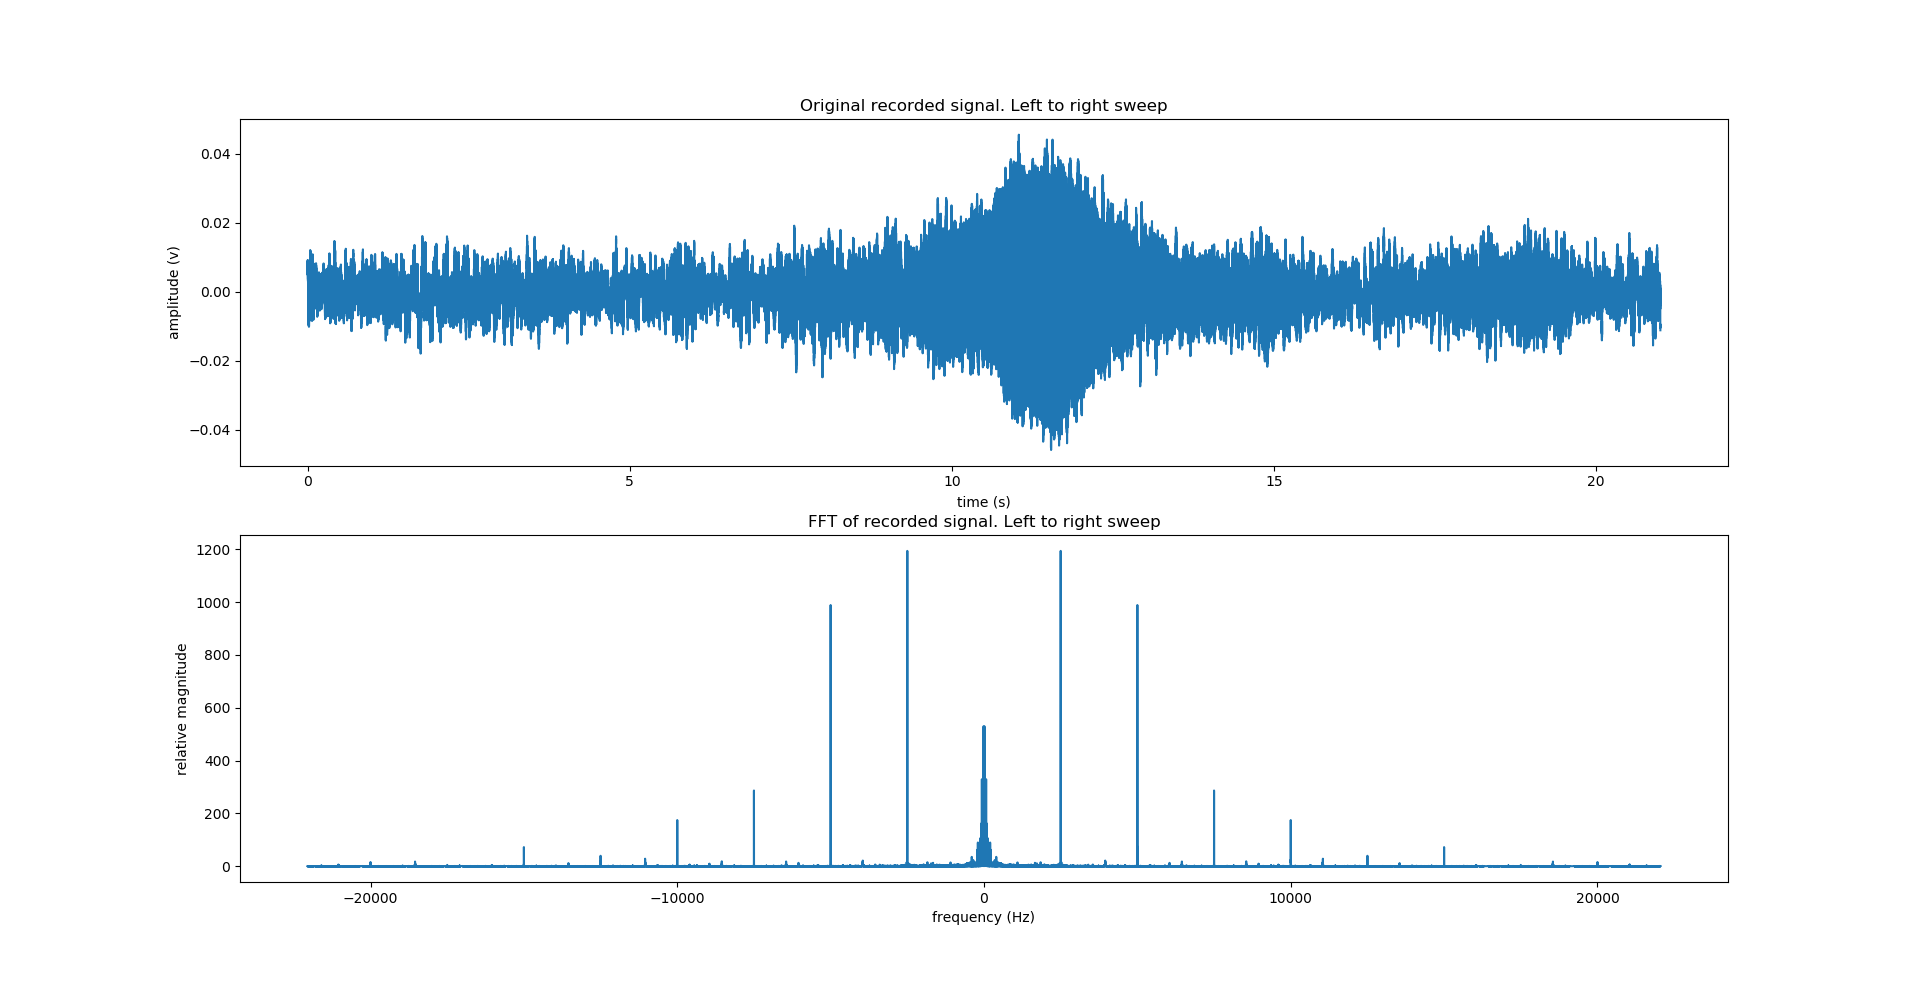 Original recorded signal. Left to right sweep
0.04
0.02
0.00
−0.02
−0.04
amplitude (v)
0 5 10 15 20
time (s)
FFT of recorded signal. Left to right sweep
1200
1000
800
600
400
200
0
relative magnitude
−20000 −10000 0 10000 20000
frequency (Hz)